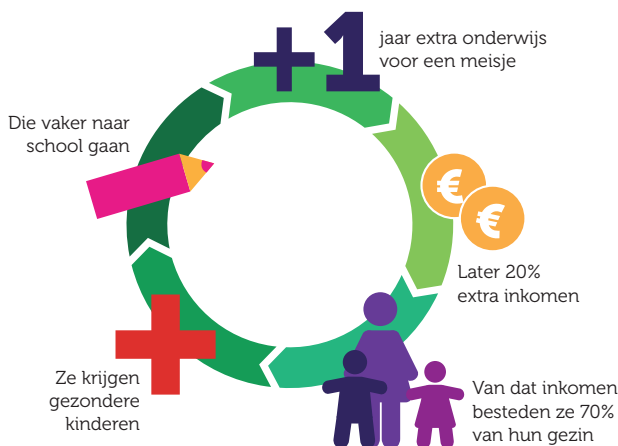 +1
jaar extra onderwijs
voor een meisje
€
€
Later 20%
extra inkomen
Van dat inkomen
besteden ze 70%
van hun gezin
Ze krijgen
gezondere
kinderen
Die vaker naar
school gaan